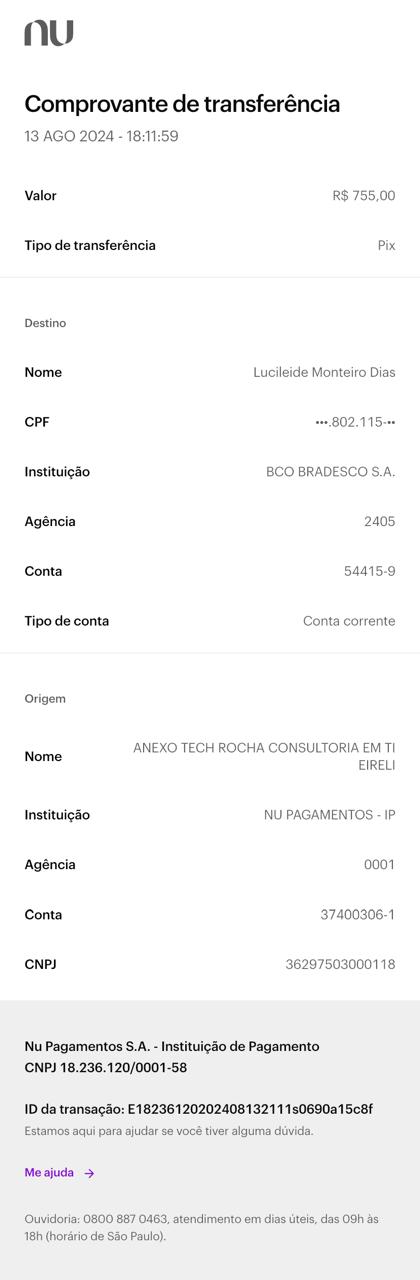 nu
Comprovante de transferência
13 AGO 2024 - 18:11:59
Valor R$ 755,00
Tipo de transferência Pix
Destino
Nome Lucileide Monteiro Dias
CPF •••.802.115-••
Instituição BCO BRADESCO S.A.
Agência 2405
Conta 54415-9
Tipo de conta Conta corrente
Origem
Nome ANEXO TECH ROCHA CONSULTORIA EM TI
EIRELI
Instituição NU PAGAMENTOS - IP
Agência 0001
Conta 37400306-1
CNPJ 36297503000118
Nu Pagamentos S.A. - Instituição de Pagamento
CNPJ 18.236.120/0001-58
ID da transação: E18236120202408132111s0690a15c8f
Estamos aqui para ajudar se você tiver alguma dúvida.
Me ajuda →
Ouvidoria: 0800 887 0463, atendimento em dias úteis, das 09h às
18h (horário de São Paulo).